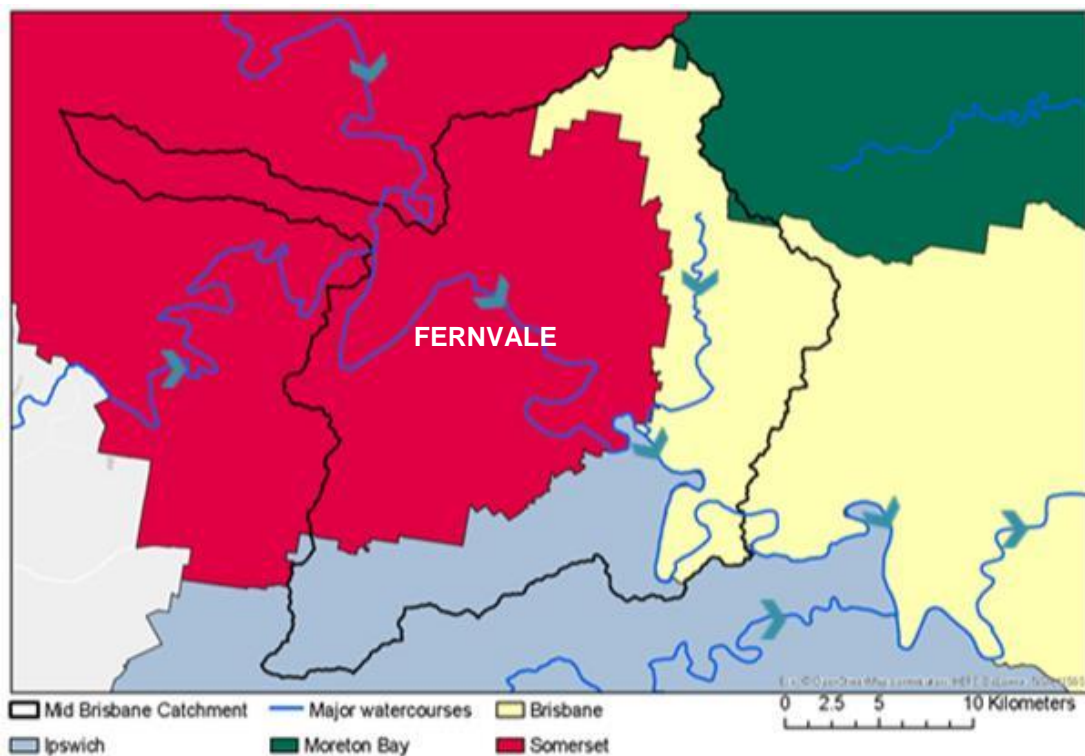 FERNVALE
Mid Brisbane Catchment Major watercourses Brisbane
0 2.5 5 10 Kilometers
Ipswich Moreton Bay Somerset